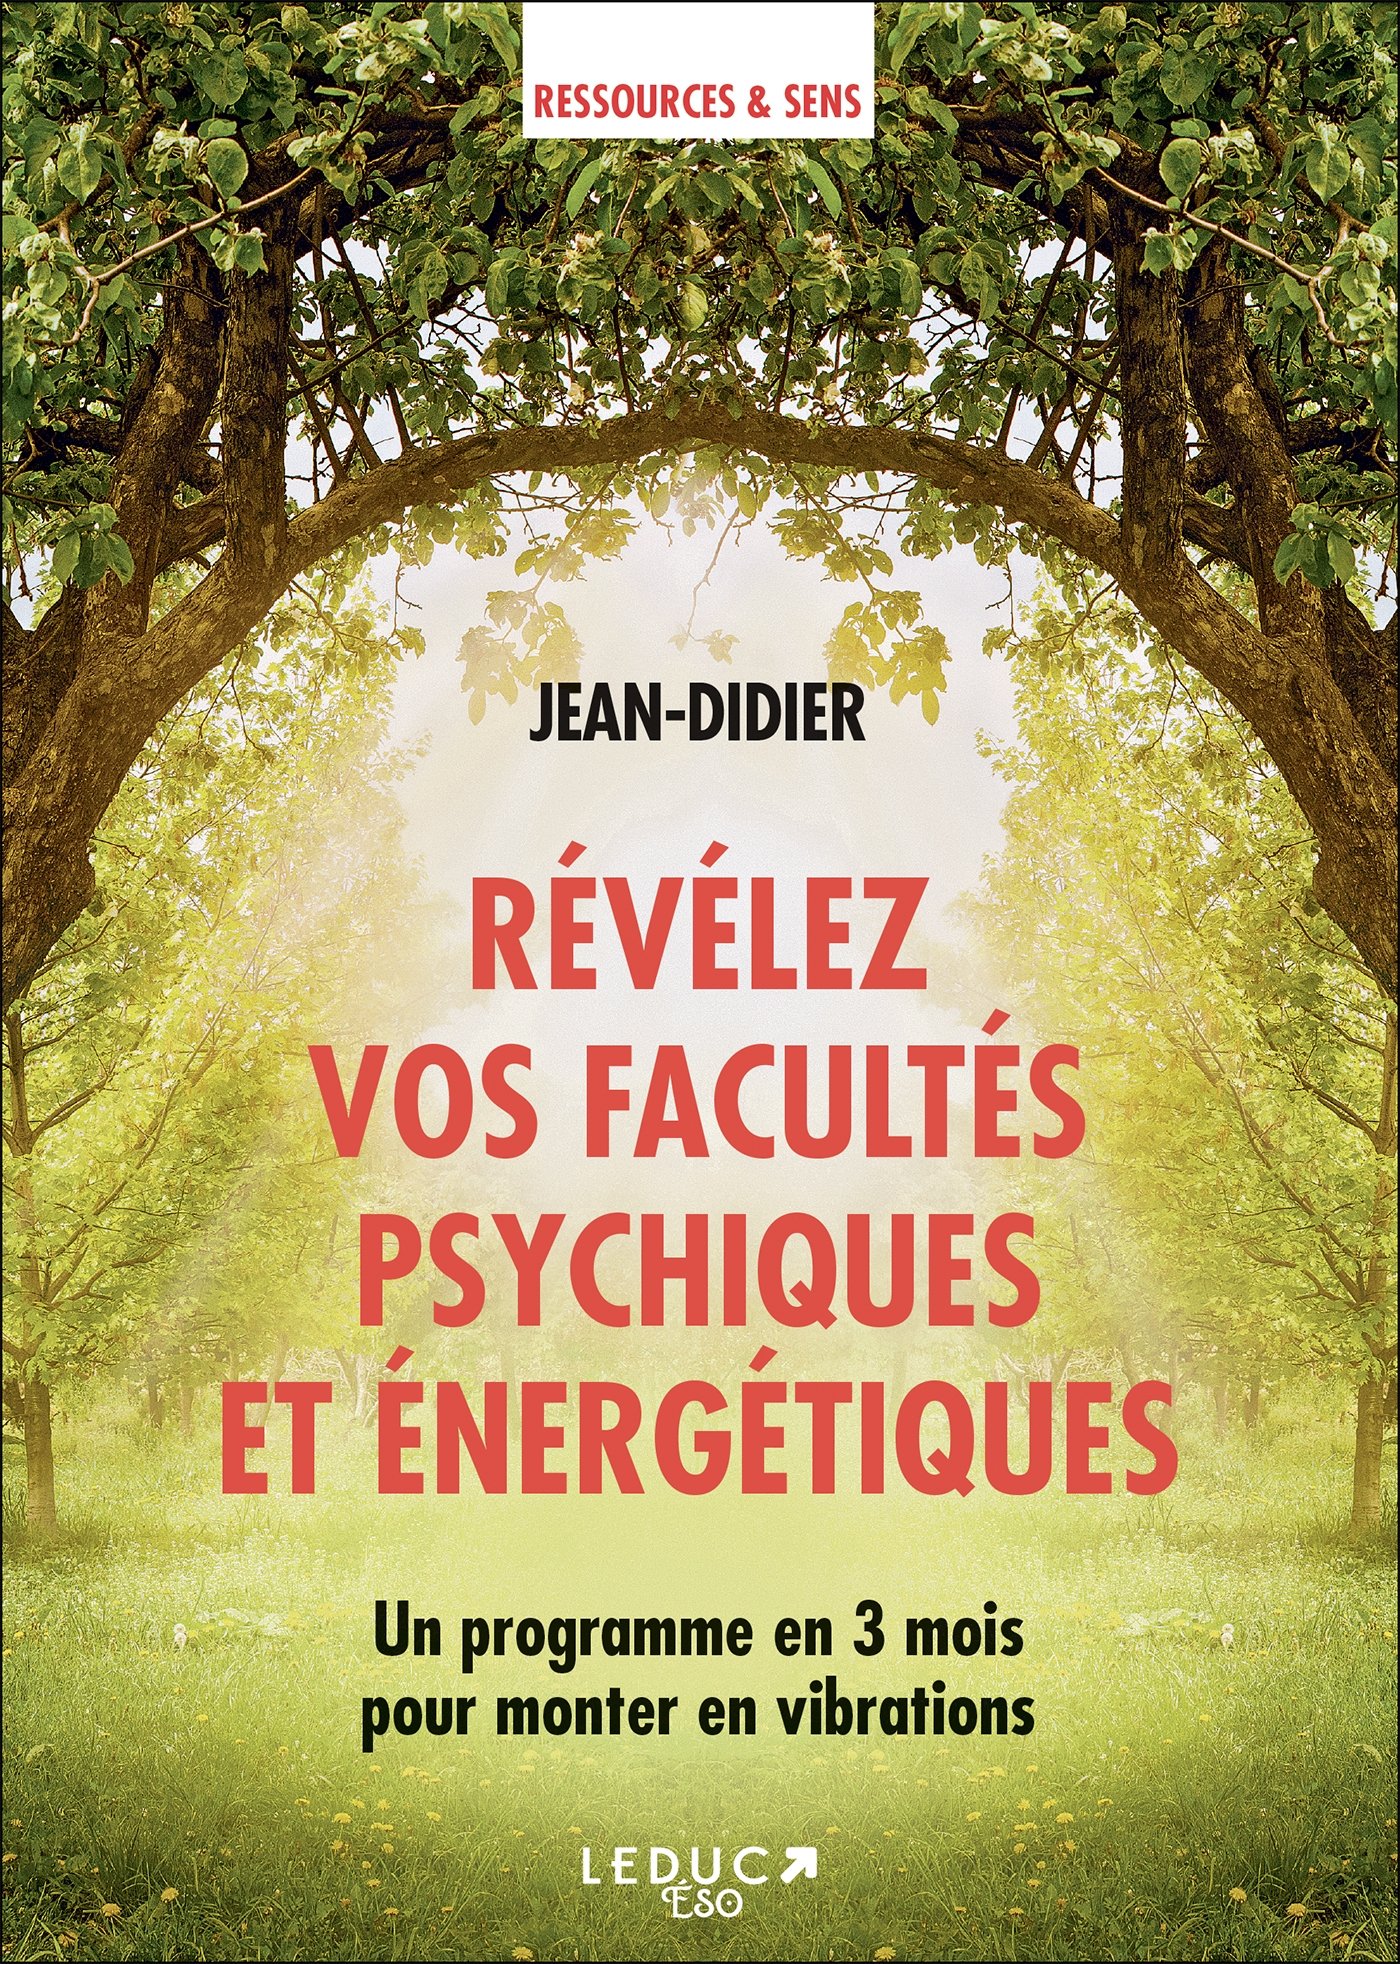 RESSOURCES & SENS
JEAN-DIDIER
RÉVÉLEZ
VOS FACULTÉS
PSYCHIQUES
ET ÉNERGÉTIQUES
Un programme en 3 mois
pour monter en vibrations
LEDUC
ÉSO